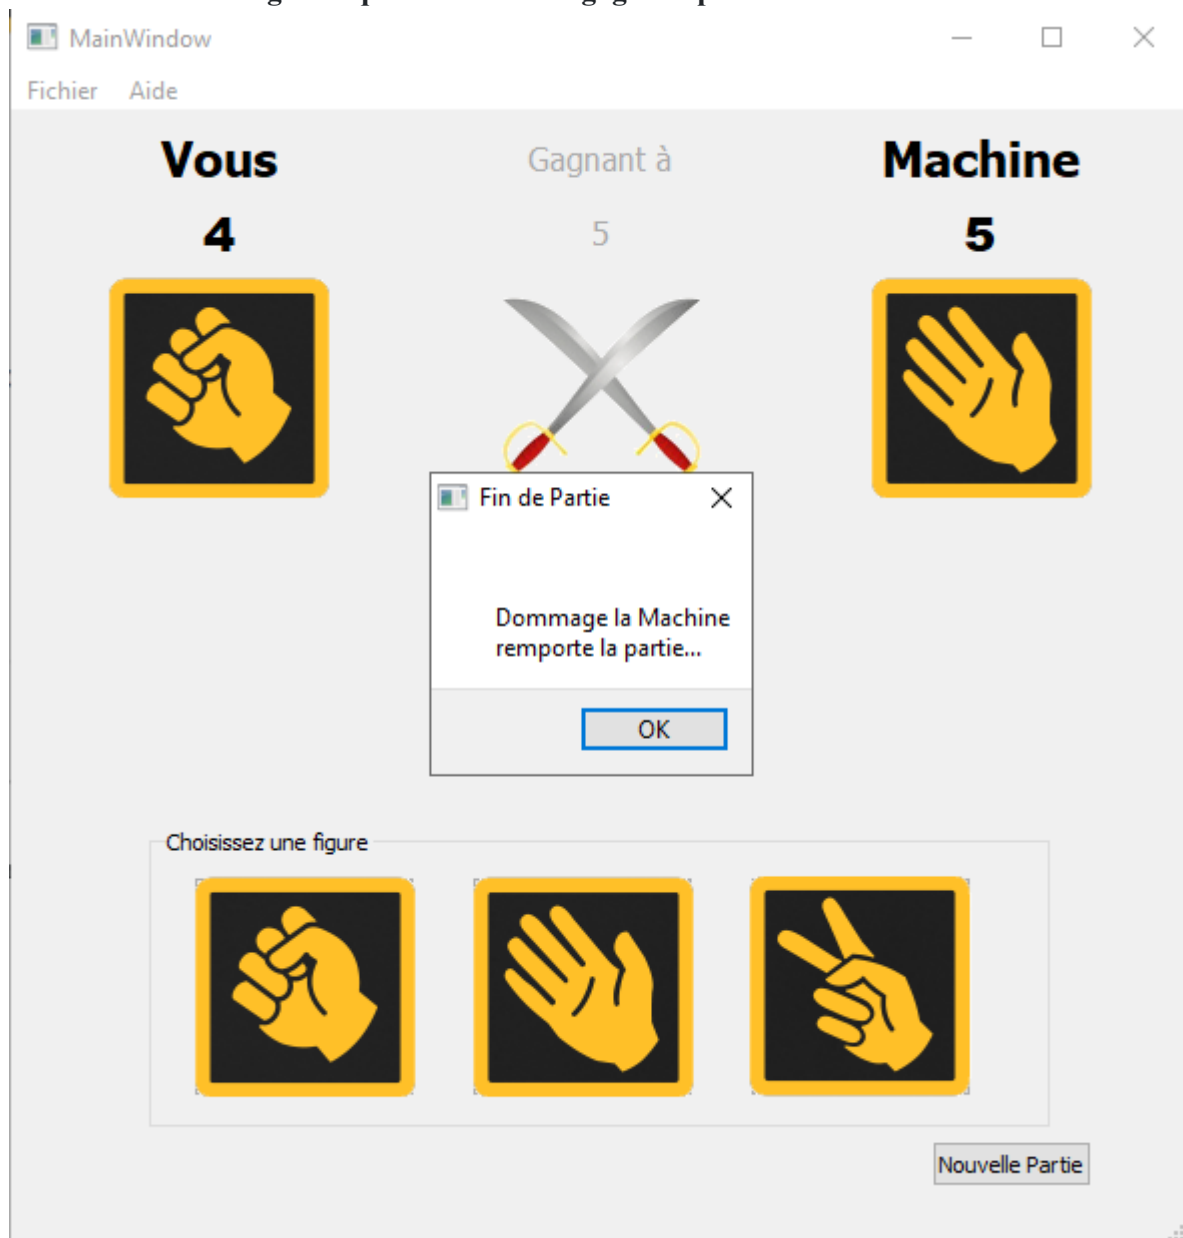 MainWindow
Fichier Aide
Vous Gagnant à Machine
4 5 5
Fin de Partie
Dommage la Machine
remporte la partie...
OK
Choisissez une figure
Nouvelle Partie